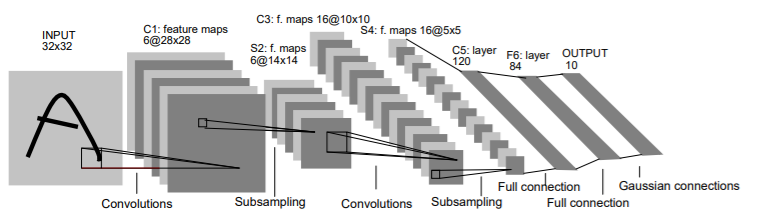 INPUT
32x32
C1: feature maps
6@28x28
S2: f. maps
6@14x14
C3: f. maps 16@10x10
S4: f. maps 16@5x5
C5: layer
120
F6: layer
84
OUTPUT
10
A
Convolutions
Subsampling
Convolutions
Subsampling
Full connection
Full connection
Gaussian connections